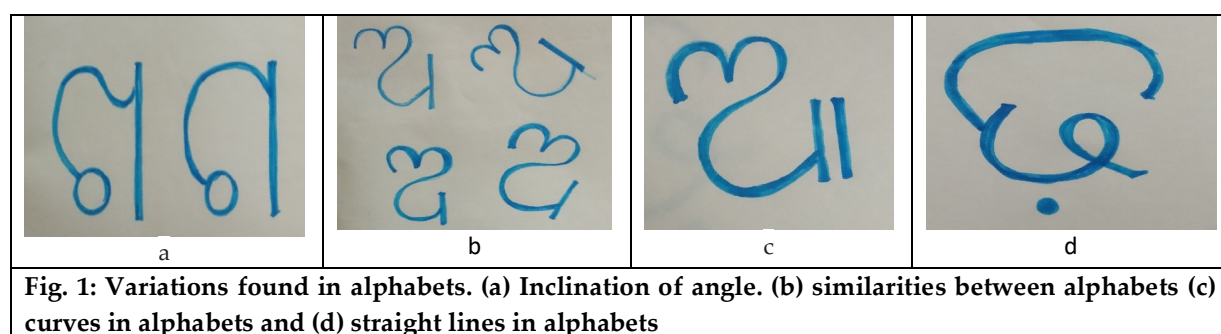 ଶ ଗ
ଅ ଅ
ଅ ଅ
ଆ
ଢ଼
a b c d
Fig. 1: Variations found in alphabets. (a) Inclination of angle. (b) similarities between alphabets (c)
curves in alphabets and (d) straight lines in alphabets